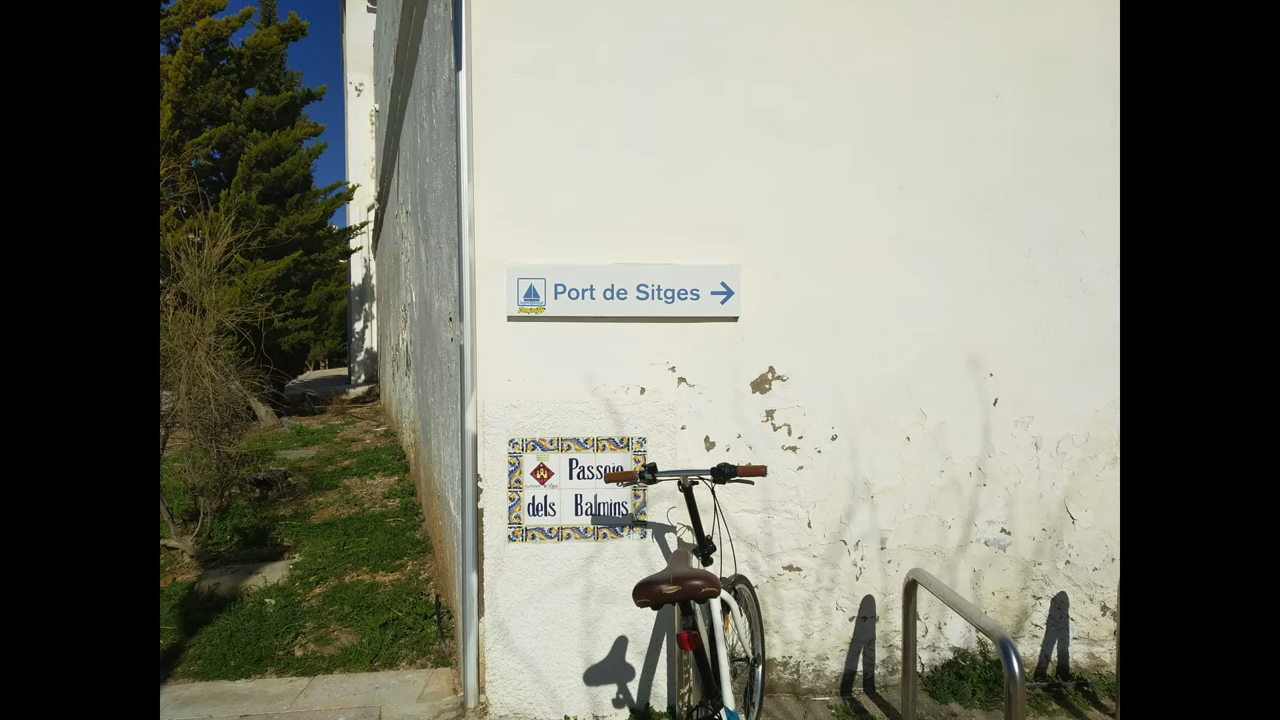 Port de Sitges →
Passeig
dels Balmins